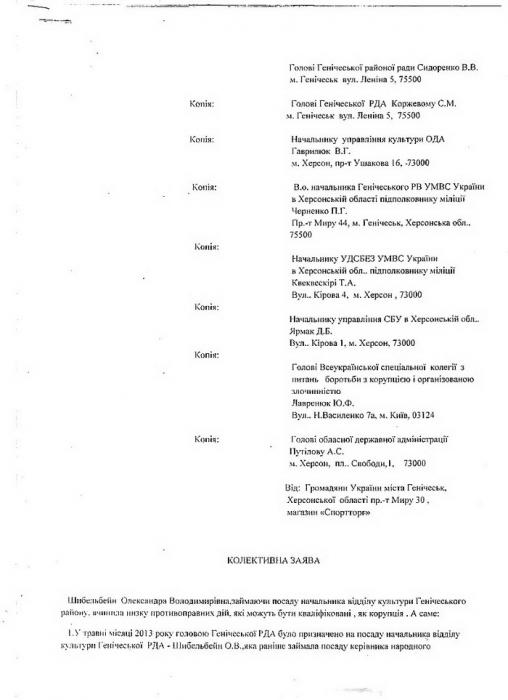 Голові Генічеської районої ради Сидоренко В.В.
м. Генічеськ вул. Леніна 5, 75500
Копія: Голові Генічеської РДА Коржевому С.М.
м. Генічеськ вул. Леніна 5, 75500
Копія: Начальнику управління культури ОДА
Гаврилюк В.Г.
м. Херсон, пр-т Ушакова 16, -73000
Копія: В.о. начальника Генічеського РВ УМВС України
в Херсонській області підполковнику міліції
Черненко П.Г.
Пр.-т Миру 44, м. Генічеськ, Херсонська обл..
75500
Копія:
Начальнику УДСБЕЗ УМВС України
в Херсонській обл.. підполковнику міліції
Квеквескірі Т.А.
Вул.. Кірова 4, м. Херсон , 73000
Копія:
Начальнику управління СБУ в Херсонській обл..
Ярмак Д.Б.
Вул.. Кірова 1, м. Херсон, 73000
Копія:
Голові Всеукраїнської спеціальної колегії з
питань боротьби з корупцією і організованою
злочинністю
Лавренюк Ю.Ф.
Вул.. Н.Василенко 7а, м. Київ, 03124
Копія: Голові обласної державної адміністрації
Путілову А.С.
м. Херсон, пл.. Свободи,1, 73000
Від: Громадяни України міста Генічеськ,
Херсонської області пр.-т Миру 30 ,
магазин «Спортторг»
КОЛЕКТИВНА ЗАЯВА
Шибельбейн Олександра Володимирівна,займаючи посаду начальника відділу культури Генічеського
району, вчинила низку противоправних дій, які можуть бути кваліфіковані , як корупція . А саме:
1.У травні місяці 2013 року головою Генічеської РДА було призначено на посаду начальника відділу
культури Генічеської РДА - Шибельбейн О.В.,яка раніше займала посаду керівника народного